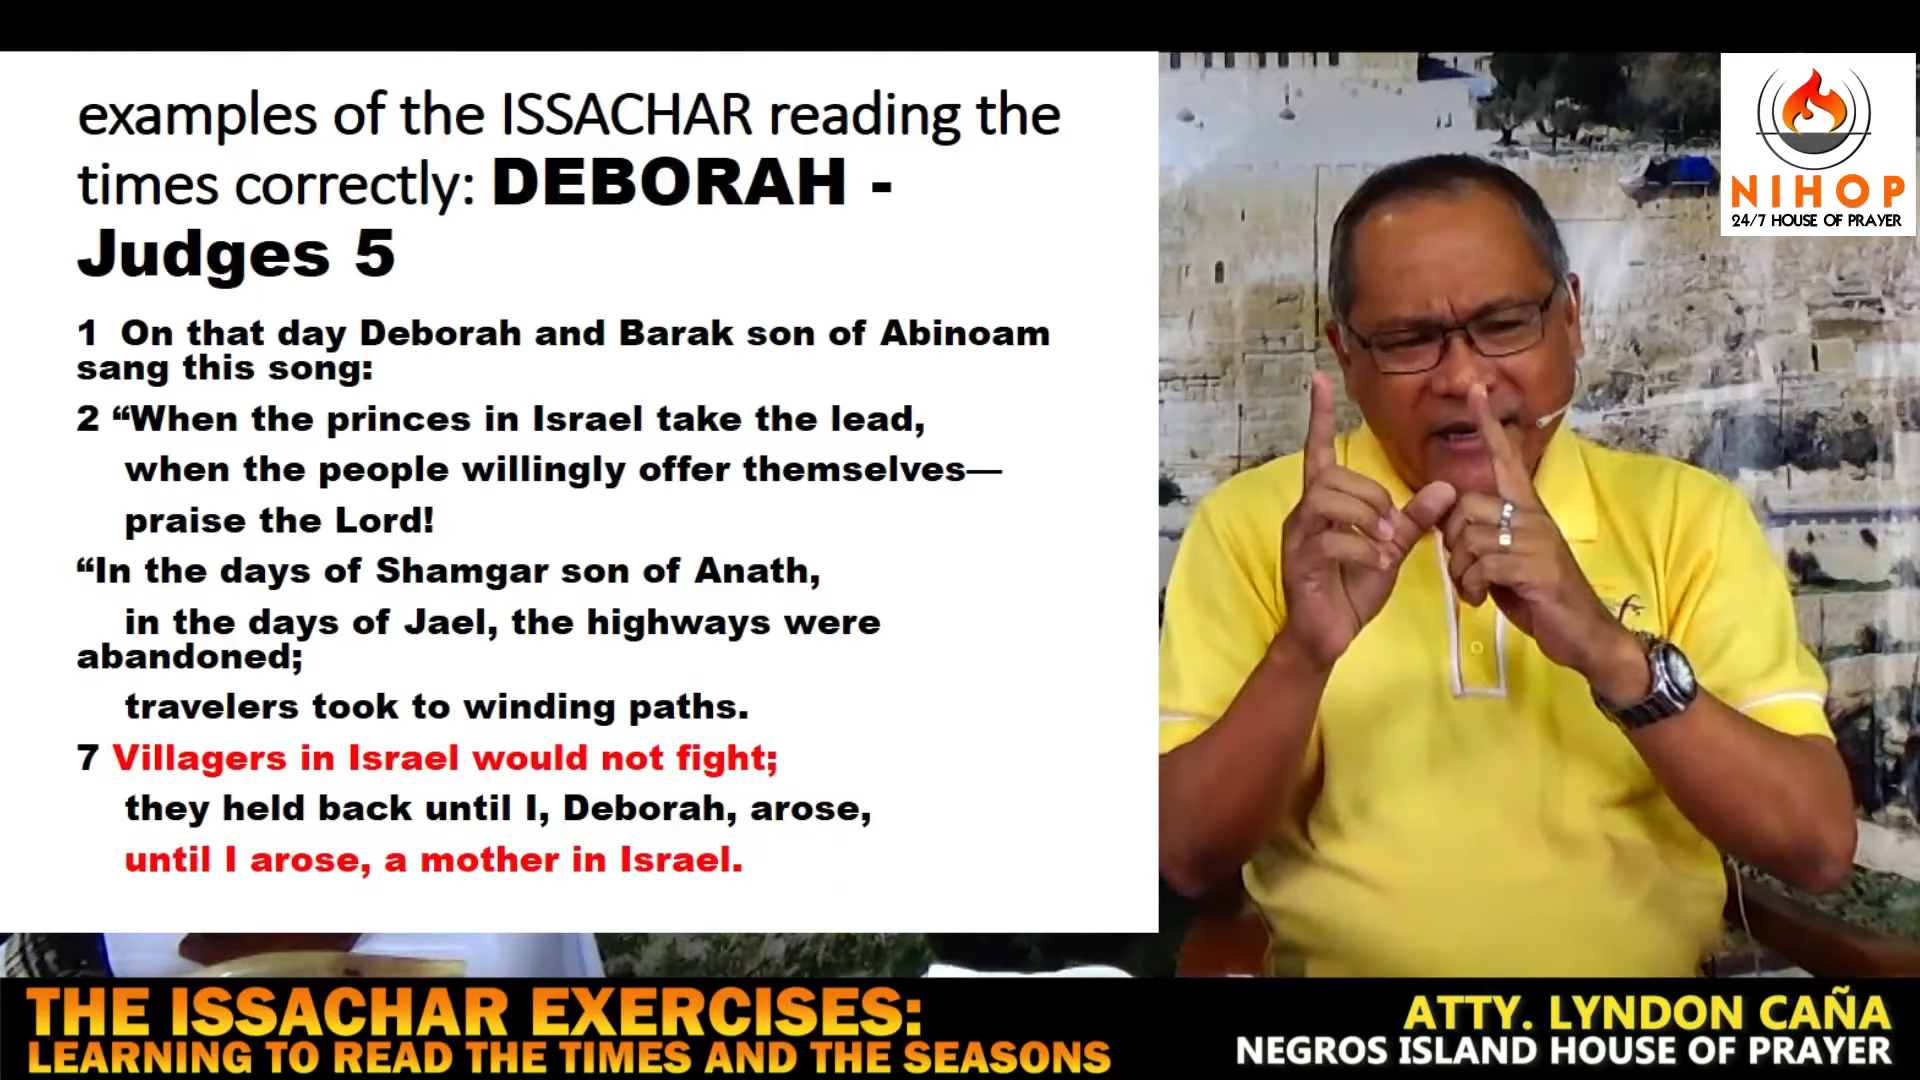 examples of the ISSACHAR reading the
times correctly: DEBORAH -
Judges 5
1 On that day Deborah and Barak son of Abinoam
sang this song:
2 “When the princes in Israel take the lead,
when the people willingly offer themselves—
praise the Lord!
“In the days of Shamgar son of Anath,
in the days of Jael, the highways were
abandoned;
travelers took to winding paths.
7 Villagers in Israel would not fight;
they held back until I, Deborah, arose,
until I arose, a mother in Israel.
NIHOP
24/7 HOUSE OF PRAYER
THE ISSACHAR EXERCISES:
LEARNING TO READ THE TIMES AND THE SEASONS
ATTY. LYNDON CAÑA
NEGROS ISLAND HOUSE OF PRAYER